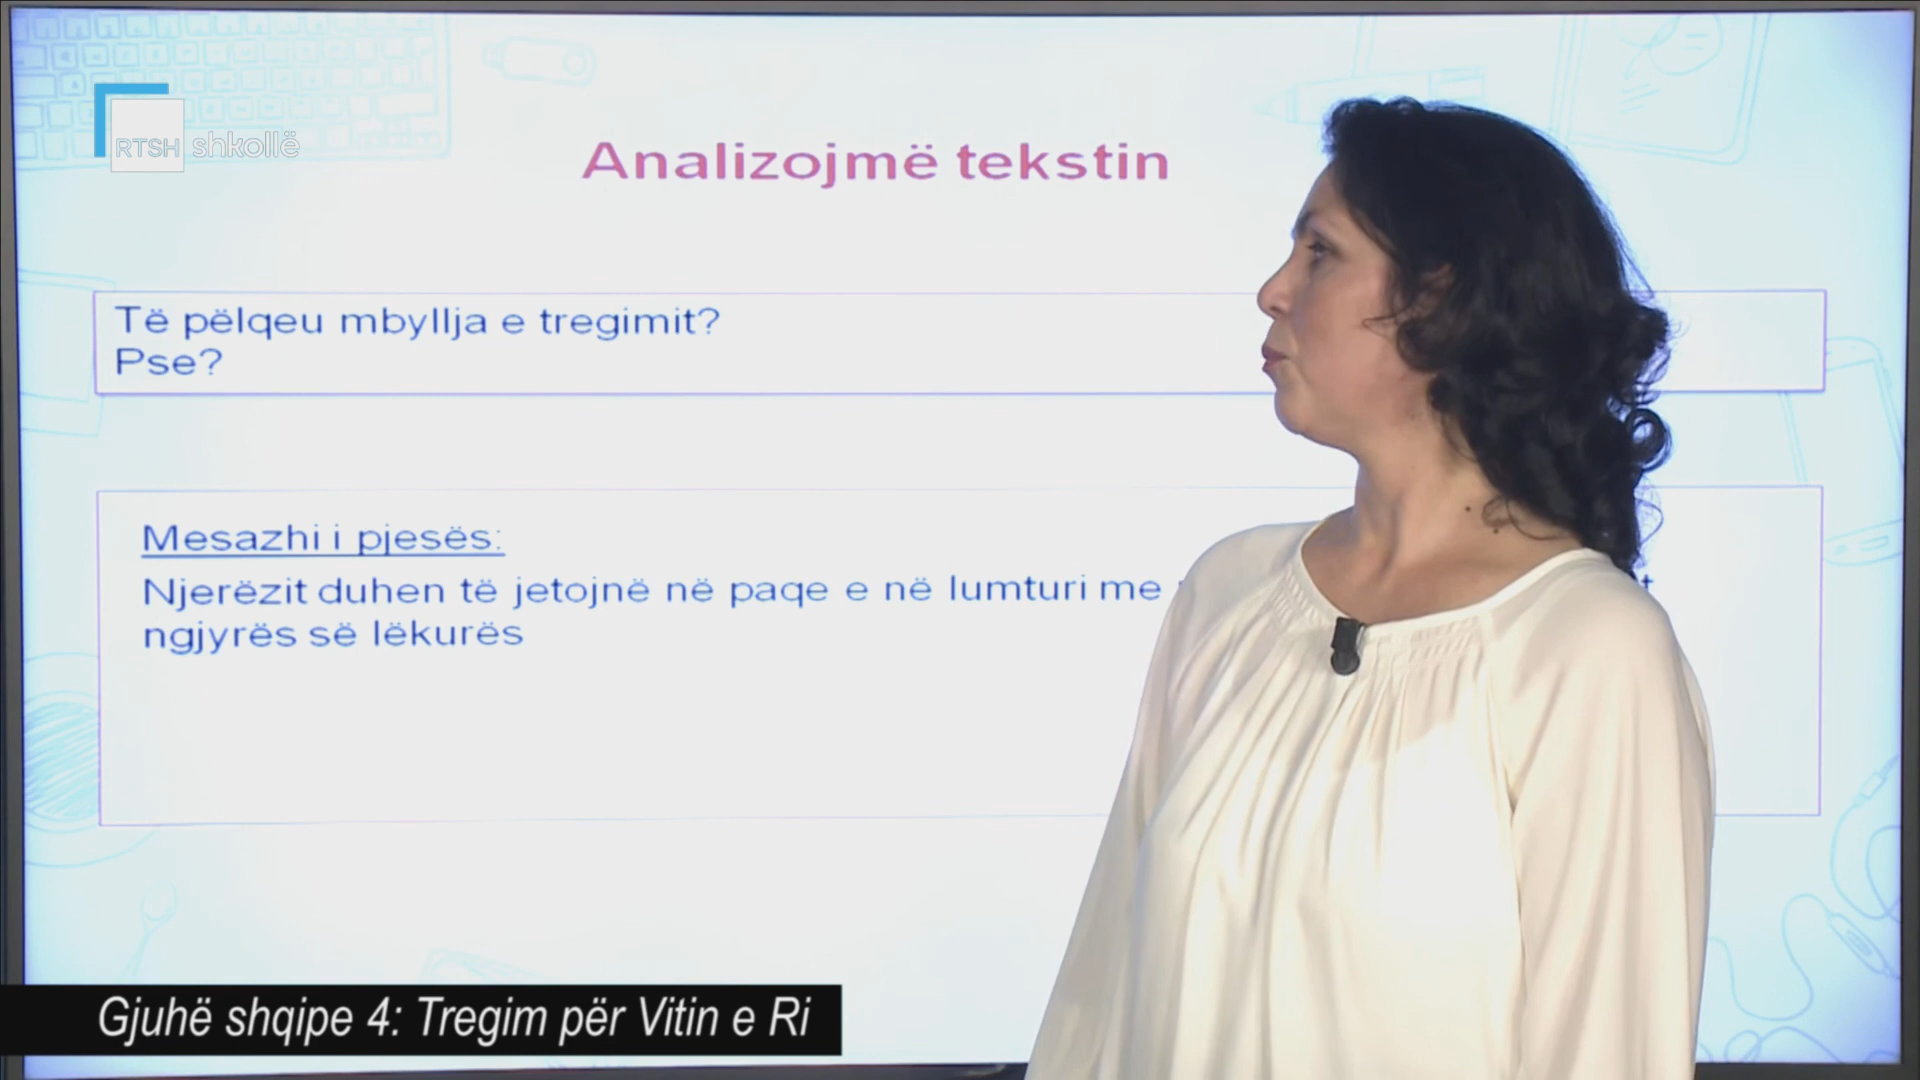 RTSH shkollë
Analizojmë tekstin
Të pëlqeu mbyllja e tregimit?
Pse?
Mesazhi i pjesës:
Njerëzit duhen të jetojnë në paqe e në lumturi me
ngjyrës së lëkurës
Gjuhë shqipe 4: Tregim për Vitin e Ri